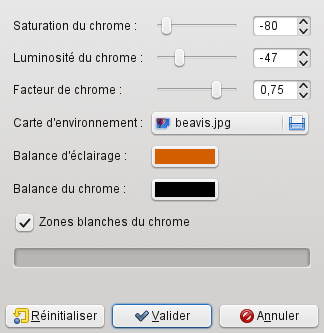 Saturation du chrome : -80
Luminosité du chrome : -47
Facteur de chrome : 0,75
Carte d'environnement : beavis.jpg
Balance d'éclairage :
Balance du chrome :
Zones blanches du chrome
Réinitialiser Valider Annuler